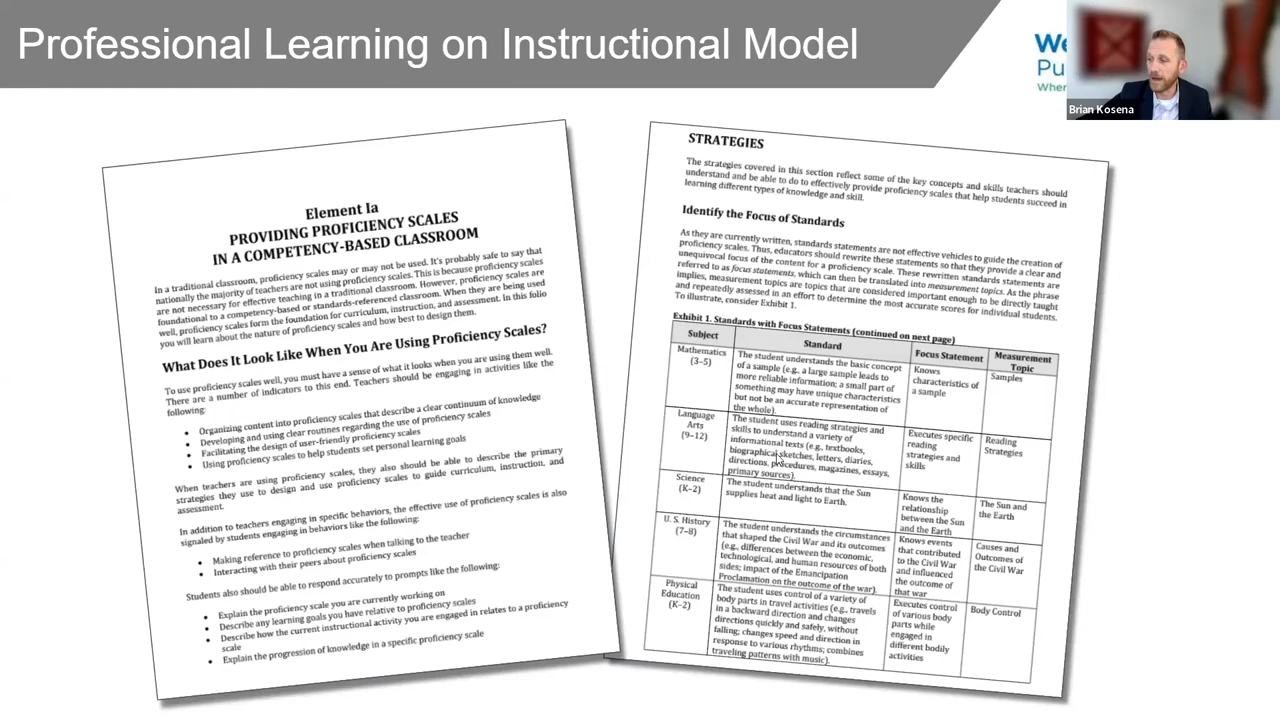 Professional Learning on Instructional Model
We
Pu
Wher
Brian Kosena
Element Ia
PROVIDING PROFICIENCY SCALES
IN A COMPETENCY-BASED CLASSROOM
In a traditional classroom, proficiency scales may or may not be used. It's probably safe to say that
nationally the majority of teachers are not using proficiency scales. This is because proficiency scales
are not necessary for effective teaching in a traditional classroom. However, proficiency scales are
foundational to a competency-based or standards-referenced classroom. When they are being used
well, proficiency scales form the foundation for curriculum, instruction, and assessment. In this folio
you will learn about the nature of proficiency scales and how best to design them.
What Does It Look Like When You Are Using Proficiency Scales?
To use proficiency scales well, you must have a sense of what it looks when you are using them well.
There are a number of indicators to this end. Teachers should be engaging in activities like the
following:
• Organizing content into proficiency scales that describe a clear continuum of knowledge
• Developing and using clear routines regarding the use of proficiency scales
• Facilitating the design of user-friendly proficiency scales
• Using proficiency scales to help students set personal learning goals
When teachers are using proficiency scales, they also should be able to describe the primary
strategies they use to design and use proficiency scales to guide curriculum, instruction, and
assessment.
In addition to teachers engaging in specific behaviors, the effective use of proficiency scales is also
signaled by students engaging in behaviors like the following:
• Making reference to proficiency scales when talking to the teacher
• Interacting with their peers about proficiency scales
Students also should be able to respond accurately to prompts like the following:
• Explain the proficiency scale you are currently working on
• Describe any learning goals you have relative to proficiency scales
• Describe how the current instructional activity you are engaged in relates to a proficiency
scale
• Explain the progression of knowledge in a specific proficiency scale
STRATEGIES
The strategies covered in this section reflect some of the key concepts and skills teachers should
understand and be able to do to effectively provide proficiency scales that help students succeed in
learning different types of knowledge and skill.
Identify the Focus of Standards
As they are currently written, standards statements are not effective vehicles to guide the creation of
proficiency scales. Thus, educators should rewrite these statements so that they provide a clear and
unequivocal focus of the content for a proficiency scale. These rewritten standards statements are
referred to as focus statements, which can then be translated into measurement topics. As the phrase
implies, measurement topics are topics that are considered important enough to be directly taught
and repeatedly assessed in an effort to determine the most accurate scores for individual students.
To illustrate, consider Exhibit 1.
Exhibit 1. Standards with Focus Statements (continued on next page)
Subject
Standard
Focus Statement
Measurement
Topic
Mathematics
(3–5)
The student understands the basic concept
of a sample (e.g., a large sample leads to
more reliable information; a small part of
something may have unique characteristics
but not be an accurate representation of
the whole).
Knows
characteristics of
a sample
Samples
Language
Arts
(9–12)
The student uses reading strategies and
skills to understand a variety of
informational texts (e.g., textbooks,
biographical sketches, letters, diaries,
directions, procedures, magazines, essays,
primary sources).
Executes specific
reading
strategies and
skills
Reading
Strategies
Science
(K–2)
The student understands that the Sun
supplies heat and light to Earth.
Knows the
relationship
between the Sun
and the Earth
The Sun and
the Earth
U. S. History
(7–8)
The student understands the circumstances
that shaped the Civil War and its outcomes
(e.g., differences between the economic,
technological, and human resources of both
sides; impact of the Emancipation
Proclamation on the outcome of the war).
Knows events
that contributed
to the Civil War
and influenced
the outcome of
that war
Causes and
Outcomes of
the Civil War
Physical
Education
(K–2)
The student uses control of a variety of
body parts in travel activities (e.g., travels
in a backward direction and changes
directions quickly and safely, without
falling; changes speed and direction in
response to various rhythms; combines
traveling patterns with music).
Executes control
of various body
parts while
engaged in
different bodily
activities
Body Control